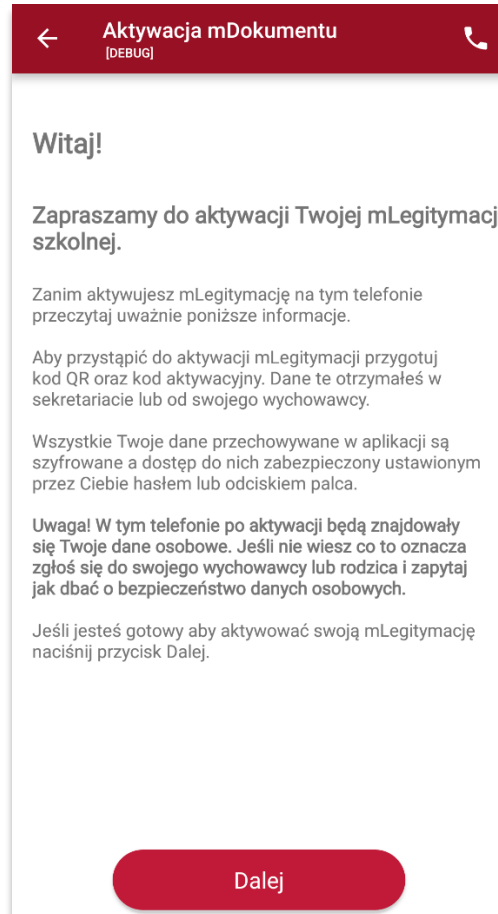 Aktywacja mDokumentu
[DEBUG]
Witaj!
Zapraszamy do aktywacji Twojej mLegitymacj
szkolnej.
Zanim aktywujesz mLegitymację na tym telefonie
przeczytaj uważnie poniższe informacje.
Aby przystąpić do aktywacji mLegitymacji przygotuj
kod QR oraz kod aktywacyjny. Dane te otrzymałeś w
sekretariacie lub od swojego wychowawcy.
Wszystkie Twoje dane przechowywane w aplikacji są
szyfrowane a dostęp do nich zabezpieczony ustawionym
przez Ciebie hasłem lub odciskiem palca.
Uwaga! W tym telefonie po aktywacji będą znajdowały
się Twoje dane osobowe. Jeśli nie wiesz co to oznacza
zgłoś się do swojego wychowawcy lub rodzica i zapytaj
jak dbać o bezpieczeństwo danych osobowych.
Jeśli jesteś gotowy aby aktywować swoją mLegitymację
naciśnij przycisk Dalej.
Dalej